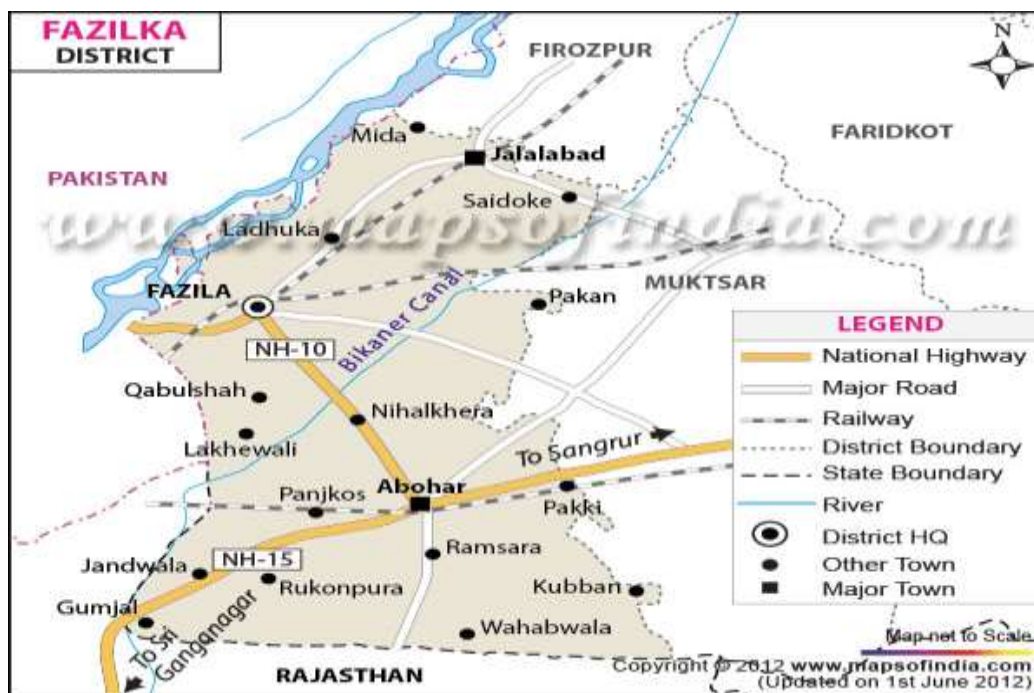 FAZILKA
DISTRICT
N
FIROZPUR
FARIDKOT
Mida
Jalalabad
PAKISTAN
Saidoke
www.mapsofindia.com
Ladhuka
MUKTSAR
FAZILA
Pakan
Bikaner Canal
NH-10
Qabulshah
Nihalkhera
Lakhewali
To Sangrur
Abohar
Panjkos
Pakki
Ramsara
NH-15
Jandwala
Rukonpura
Kubban
Gumjal
To Sri
Ganganagar
Wahabwala
RAJASTHAN
LEGEND
National Highway
Major Road
Railway
District Boundary
State Boundary
River
District HQ
Other Town
Major Town
Map not to Scale
Copyright © 2012 www.mapsofindia.com
(Updated on 1st June 2012)